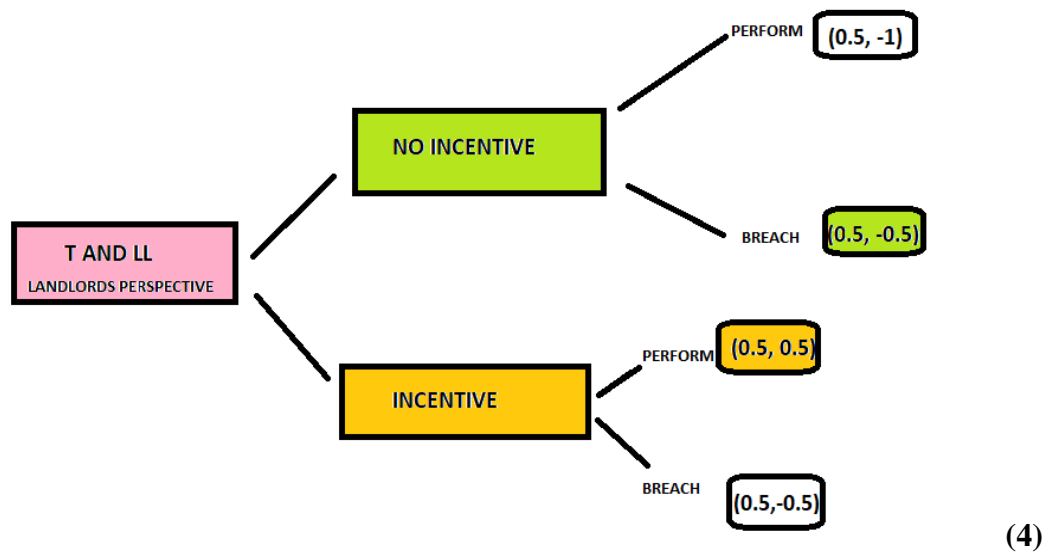 PERFORM
(0.5, -1)
NO INCENTIVE
BREACH
(0.5, -0.5)
T AND LL
LANDLORDS PERSPECTIVE
PERFORM
(0.5, 0.5)
INCENTIVE
BREACH
(0.5,-0.5)
(4)